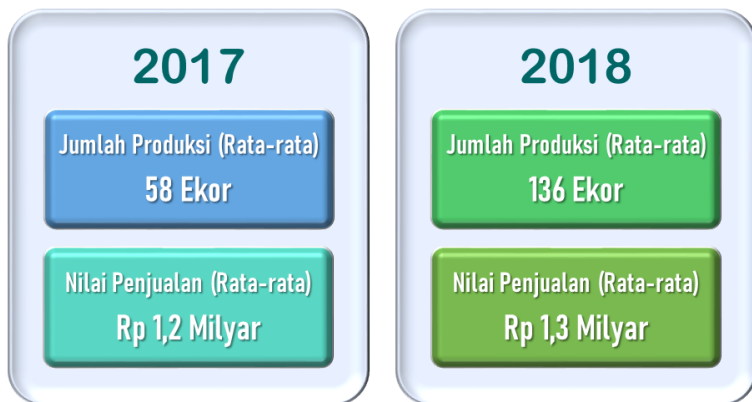 2017
Jumlah Produksi (Rata-rata)
58 Ekor
Nilai Penjualan (Rata-rata)
Rp 1,2 Milyar
2018
Jumlah Produksi (Rata-rata)
136 Ekor
Nilai Penjualan (Rata-rata)
Rp 1,3 Milyar